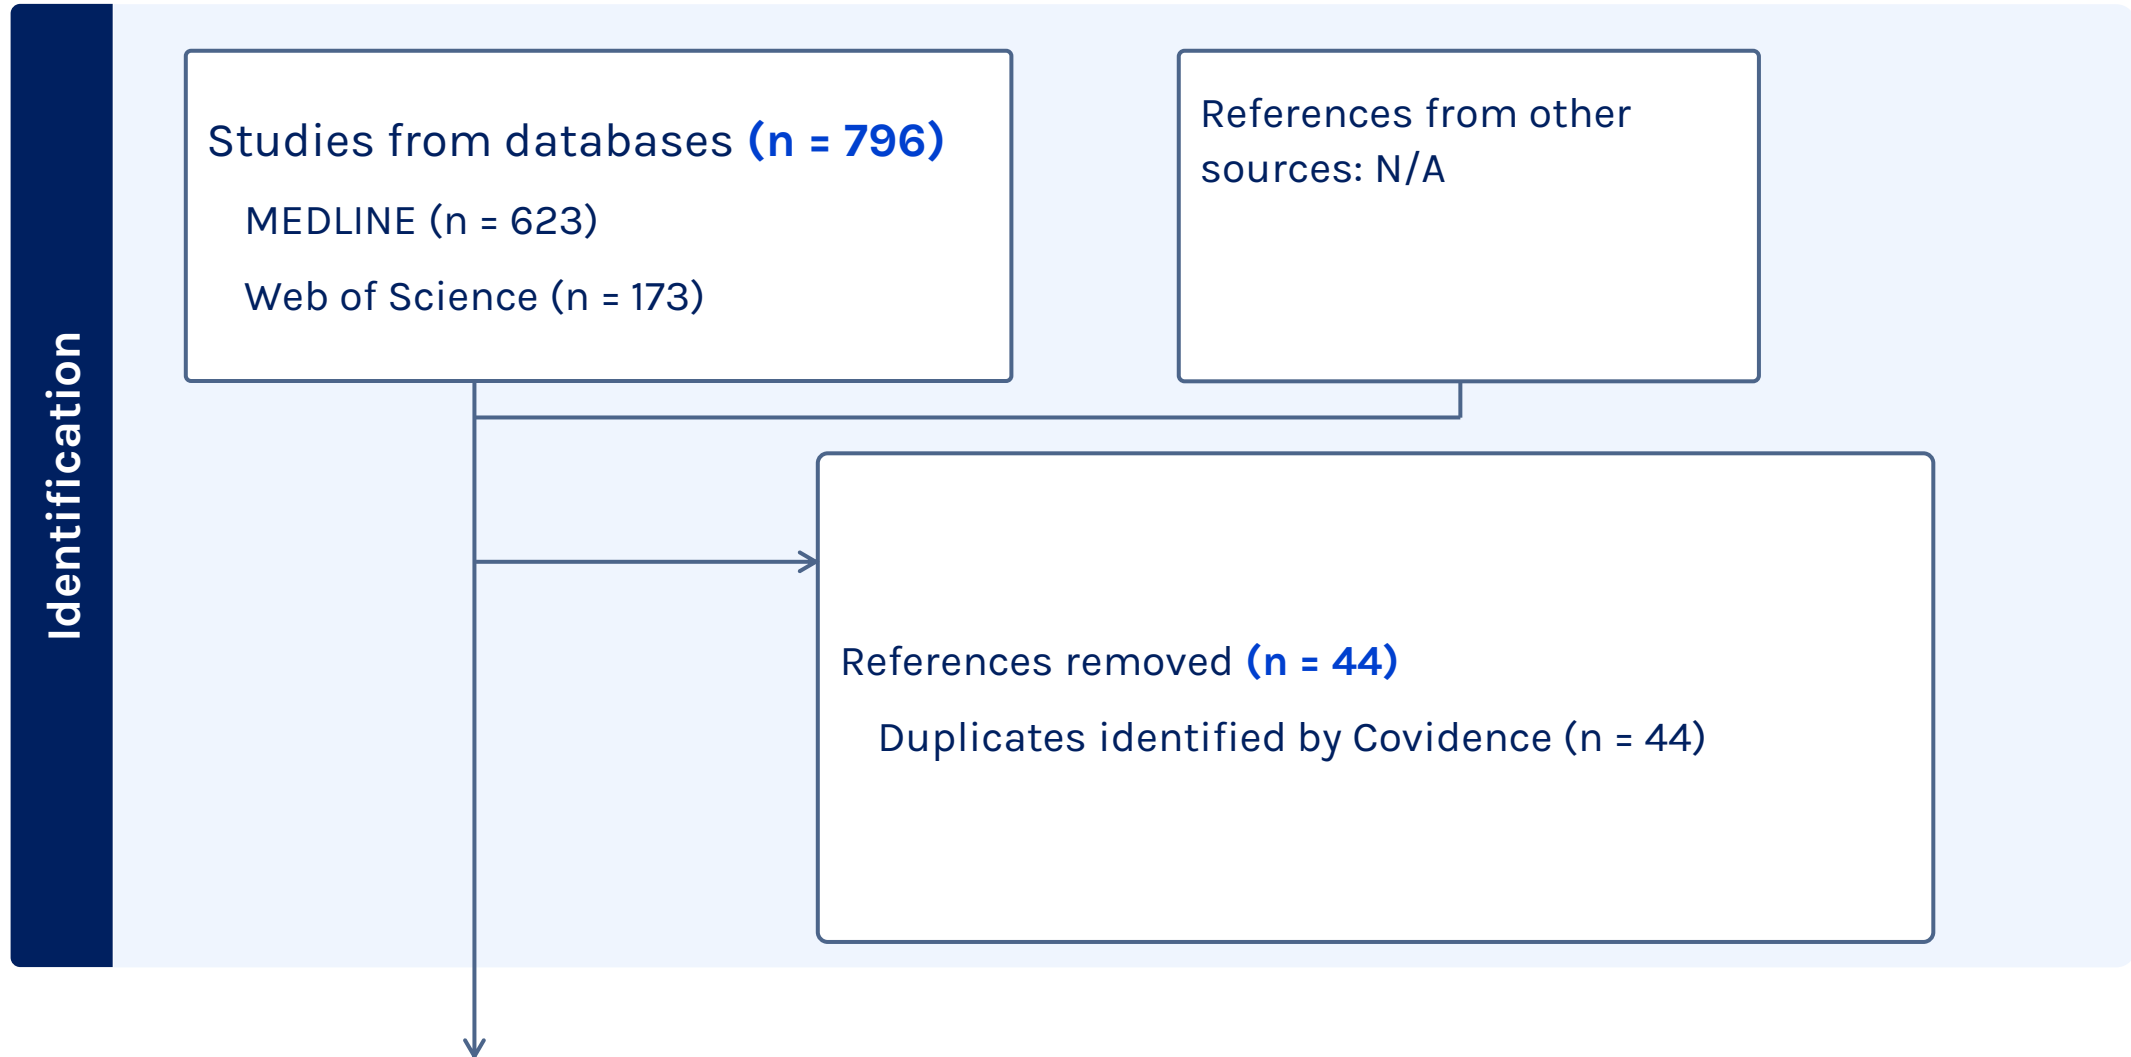 Identification
Studies from databases (n = 796)
MEDLINE (n = 623)
Web of Science (n = 173)
References from other
sources: N/A
References removed (n = 44)
Duplicates identified by Covidence (n = 44)